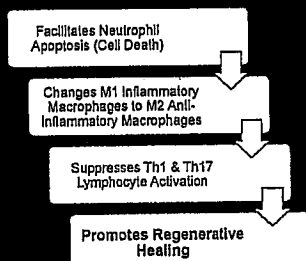 Facilitates Neutrophil
Apoptosis (Cell Death)
Changes M1 Inflammatory
Macrophages to M2 Anti-
Inflammatory Macrophages
Suppresses Th1 & Th17
Lymphocyte Activation
Promotes Regenerative
Healing